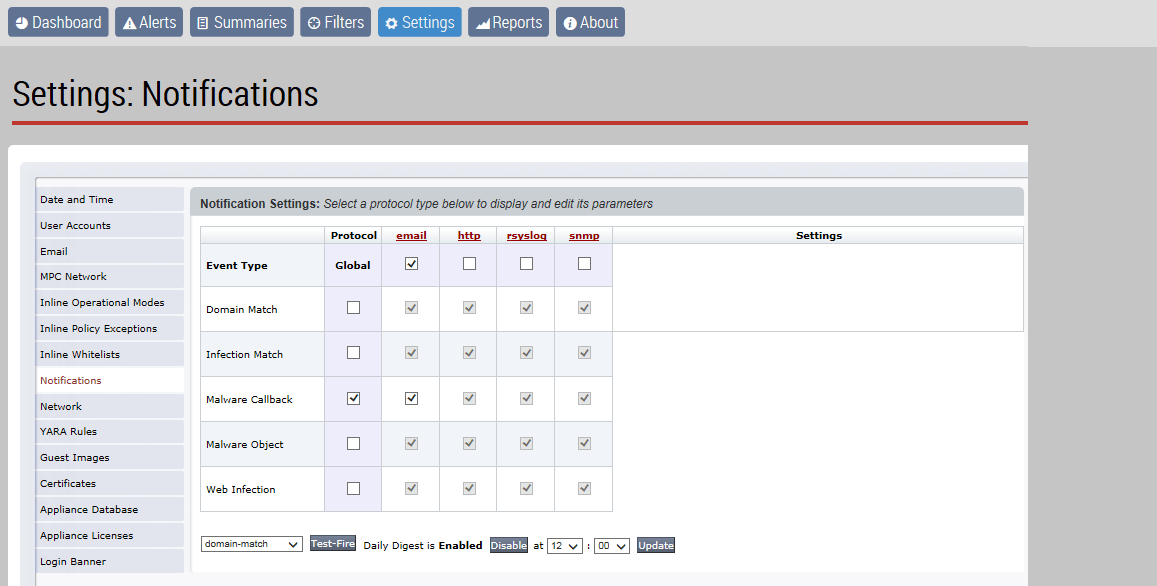 Dashboard Alerts Summaries Filters Settings Reports About
Settings: Notifications
Date and Time
User Accounts
Email
MPC Network
Inline Operational Modes
Inline Policy Exceptions
Inline Whitelists
Notifications
Network
YARA Rules
Guest Images
Certificates
Appliance Database
Appliance Licenses
Login Banner
Notification Settings: Select a protocol type below to display and edit its parameters
Protocol email http rsyslog snmp Settings
Event Type Global
Domain Match
Infection Match
Malware Callback
Malware Object
Web Infection
domain-match Test-Fire Daily Digest is Enabled Disable at 12 : 00 Update